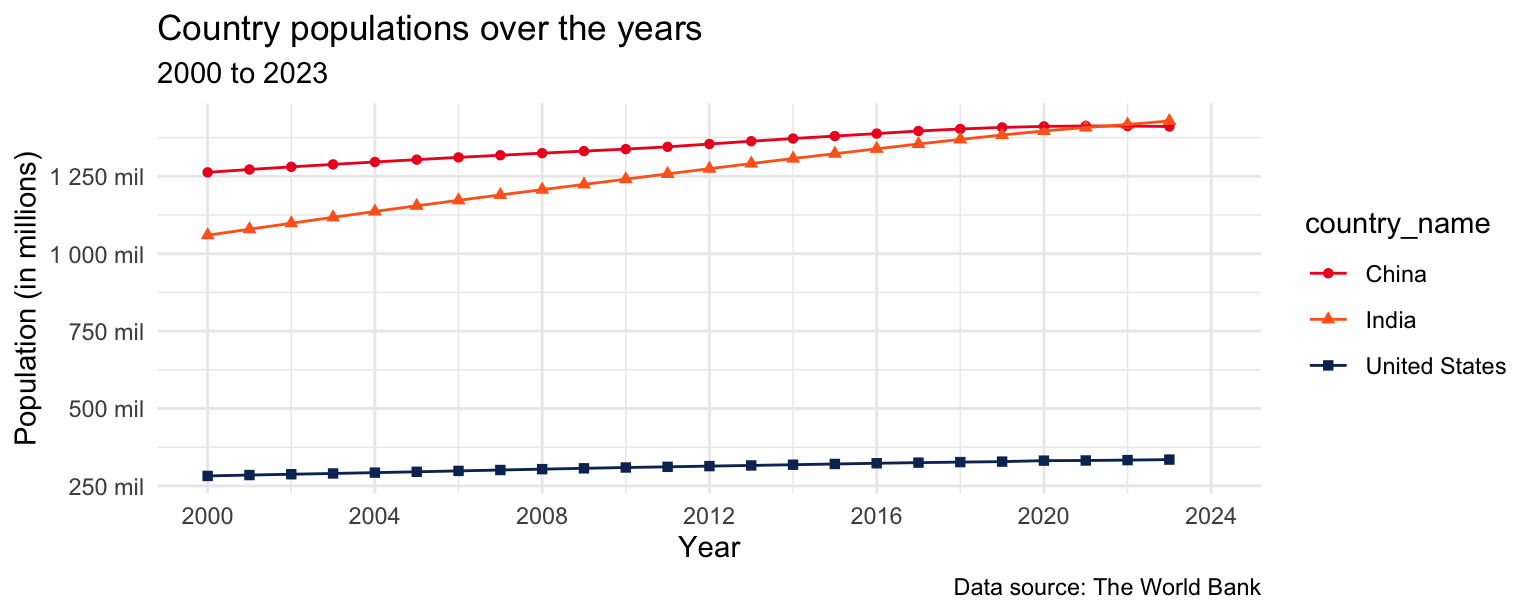 Country populations over the years
2000 to 2023
Population (in millions)
1 250 mil
1 000 mil
750 mil
500 mil
250 mil
2000 2004 2008 2012 2016 2020 2024
Year
country_name
China
India
United States
Data source: The World Bank